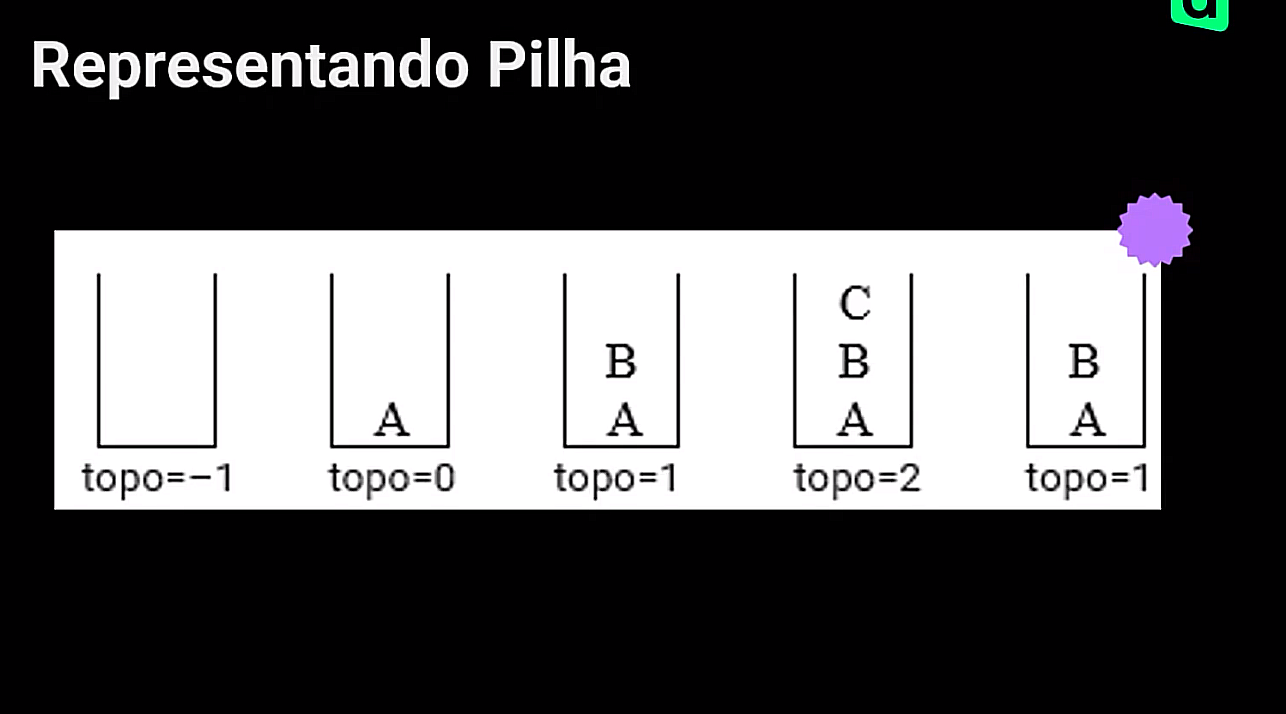 Representando Pilha
C
B B B
A A A A
topo=−1 topo=0 topo=1 topo=2 topo=1